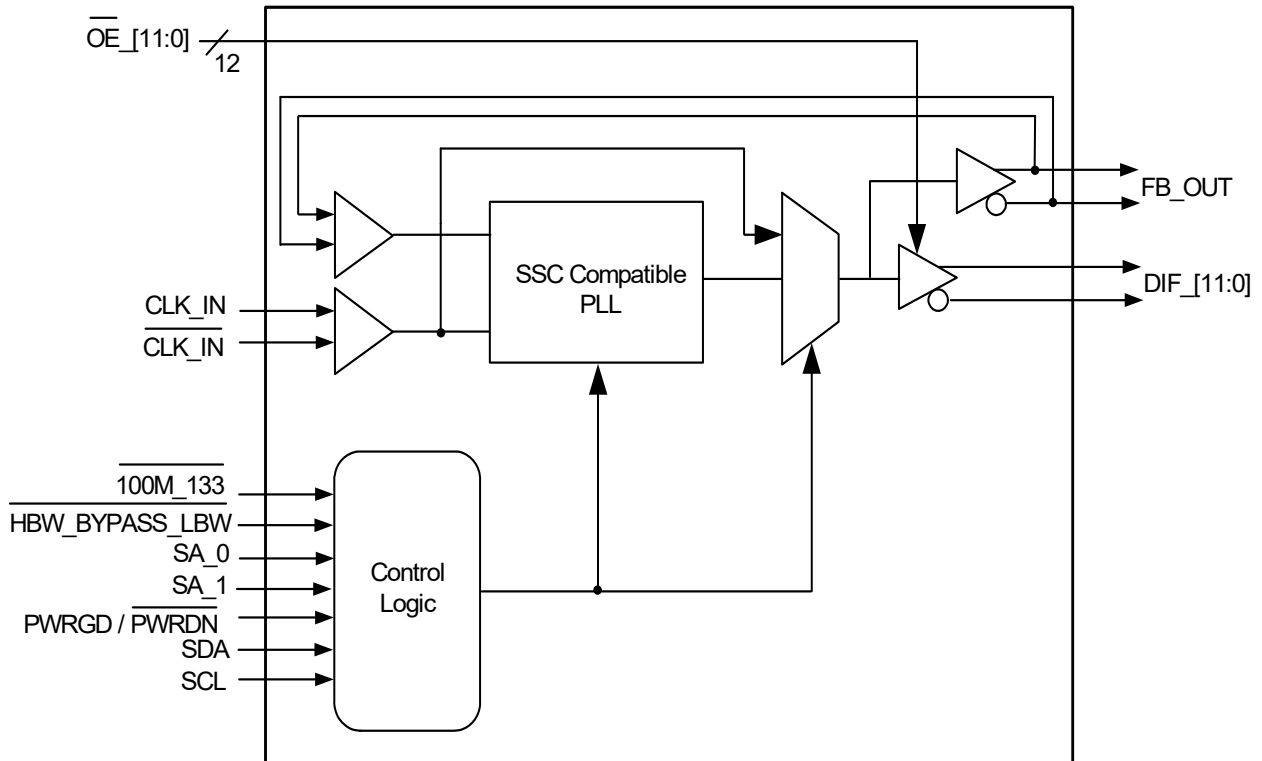 OE_[11:0]
12
FB_OUT
SSC Compatible
PLL
DIF_[11:0]
CLK_IN
CLK_IN
100M_133
HBW_BYPASS_LBW
SA_0
SA_1
Control
Logic
PWRGD / PWRDN
SDA
SCL